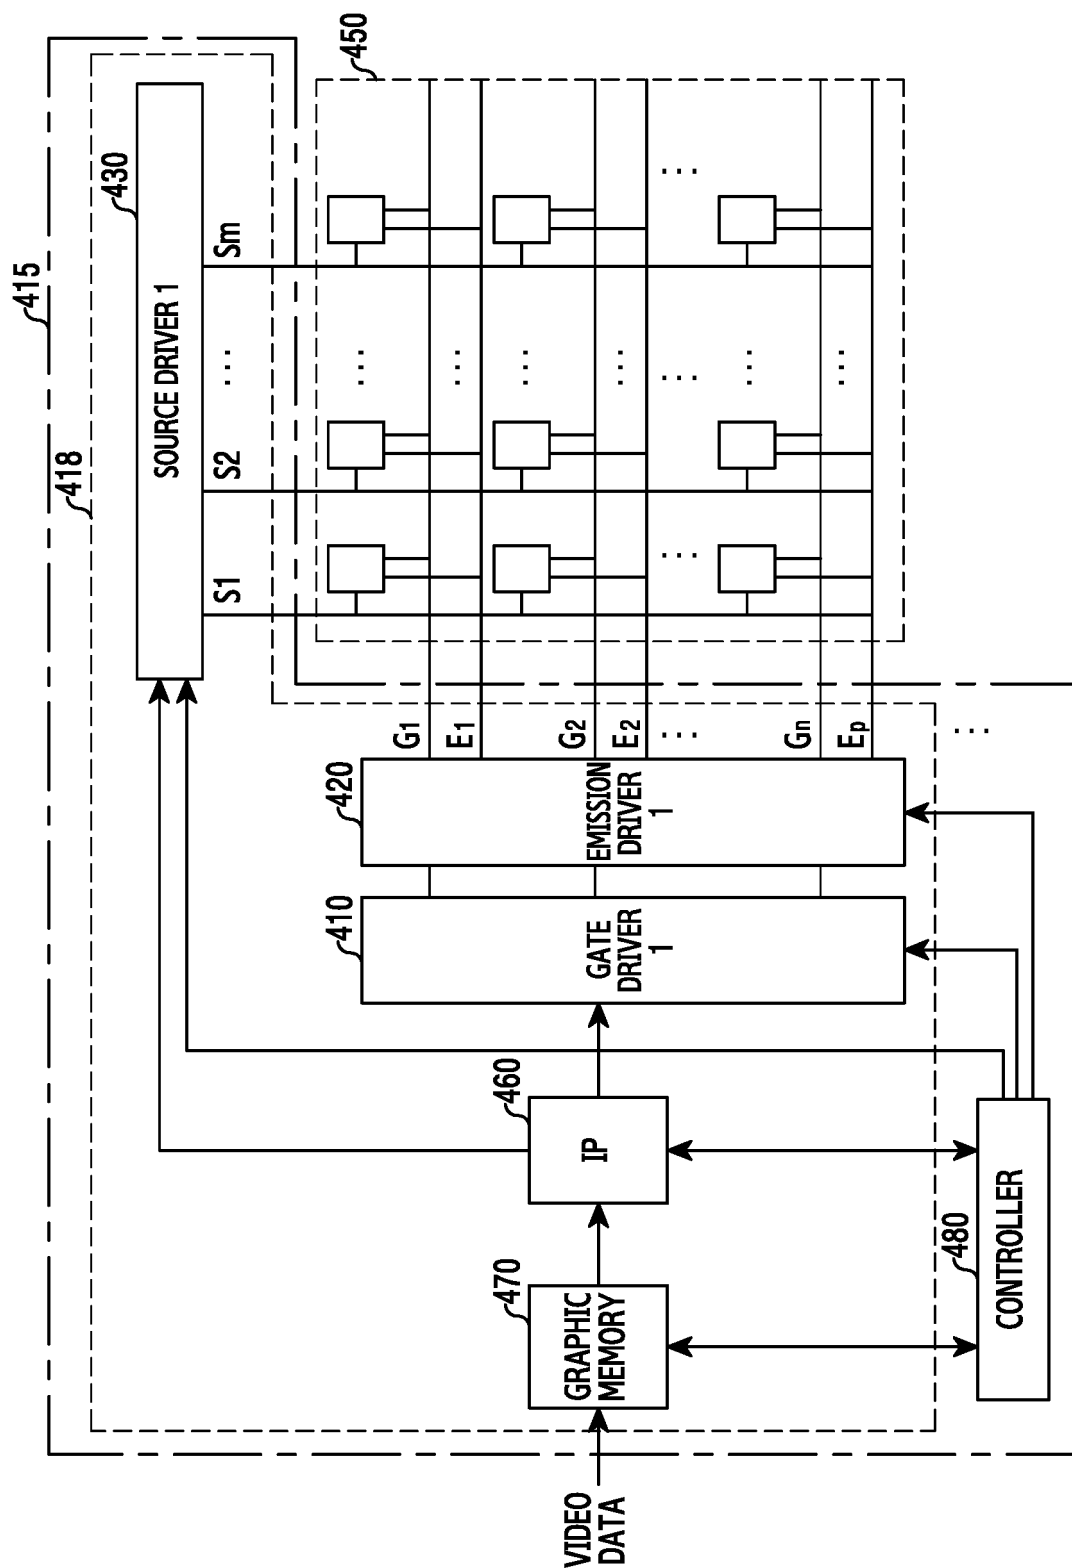 415
418
430
SOURCE DRIVER 1
S1
S2
...
Sm
450
VIDEO
DATA
470
GRAPHIC
MEMORY
460
IP
410
GATE
DRIVER
1
420
EMISSION
DRIVER
1
G1
E1
G2
E2
...
Gn
Ep
...
...
...
...
...
...
...
...
...
...
...
480
CONTROLLER
...